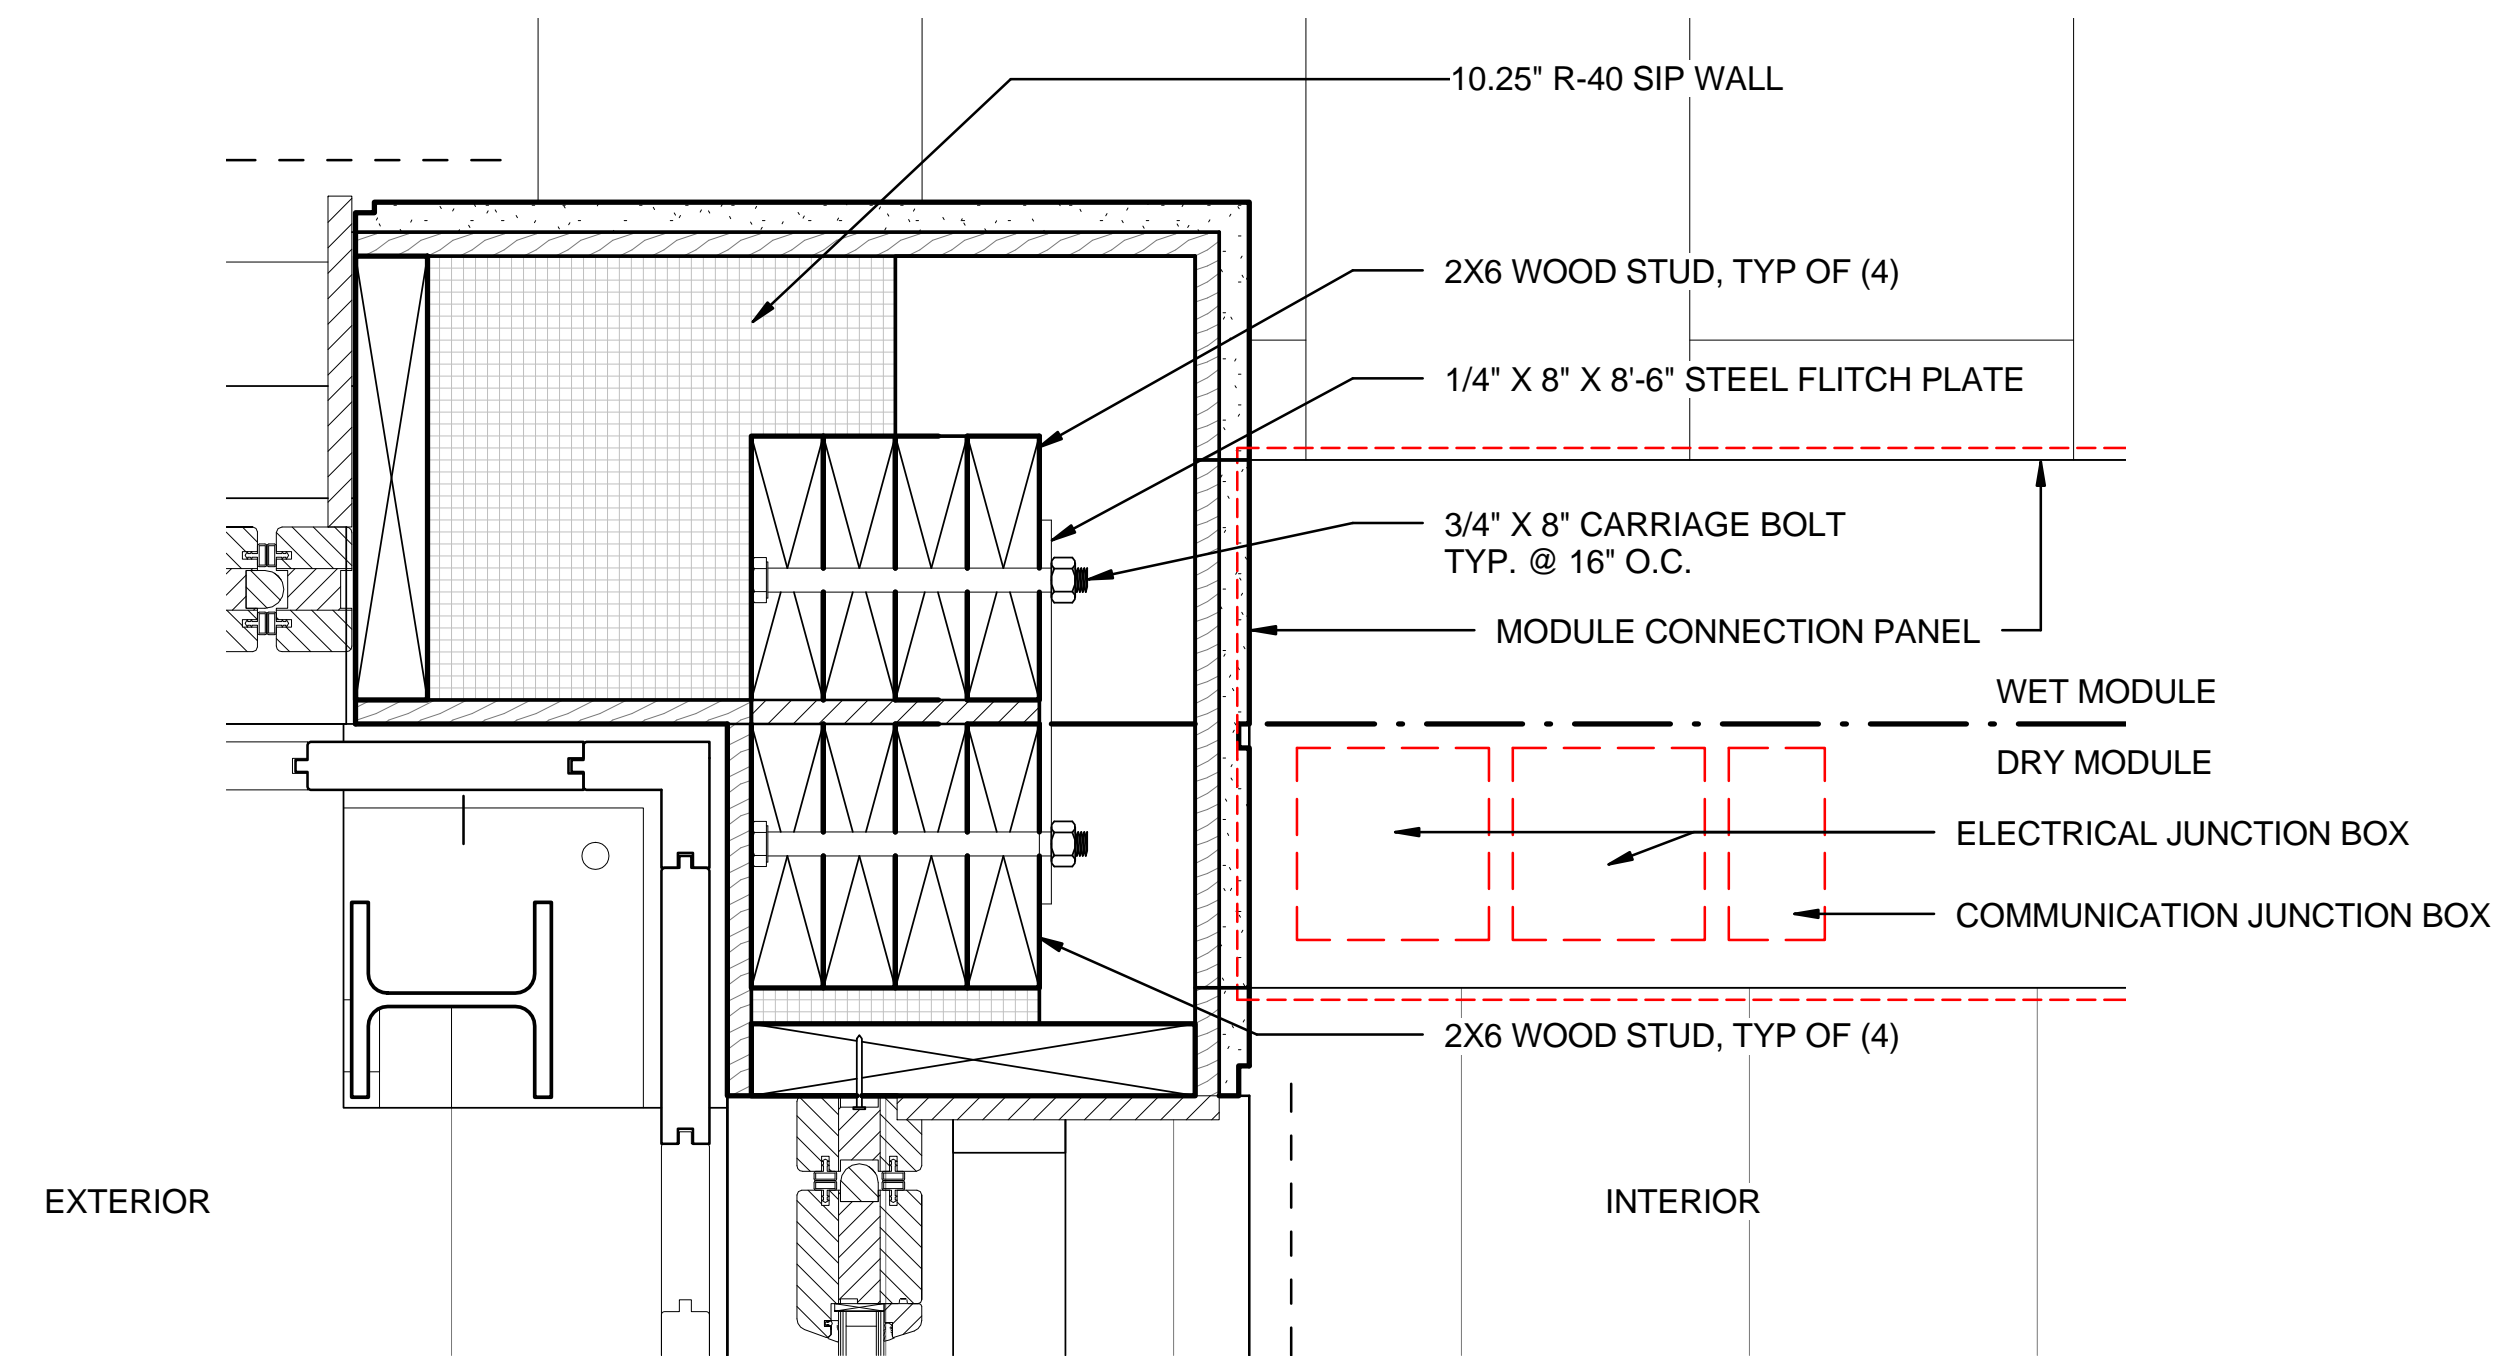 10.25" R-40 SIP WALL
2X6 WOOD STUD, TYP OF (4)
1/4" X 8" X 8'-6" STEEL FLITCH PLATE
3/4" X 8" CARRIAGE BOLT
TYP. @ 16" O.C.
MODULE CONNECTION PANEL
WET MODULE
DRY MODULE
ELECTRICAL JUNCTION BOX
COMMUNICATION JUNCTION BOX
2X6 WOOD STUD, TYP OF (4)
EXTERIOR
INTERIOR